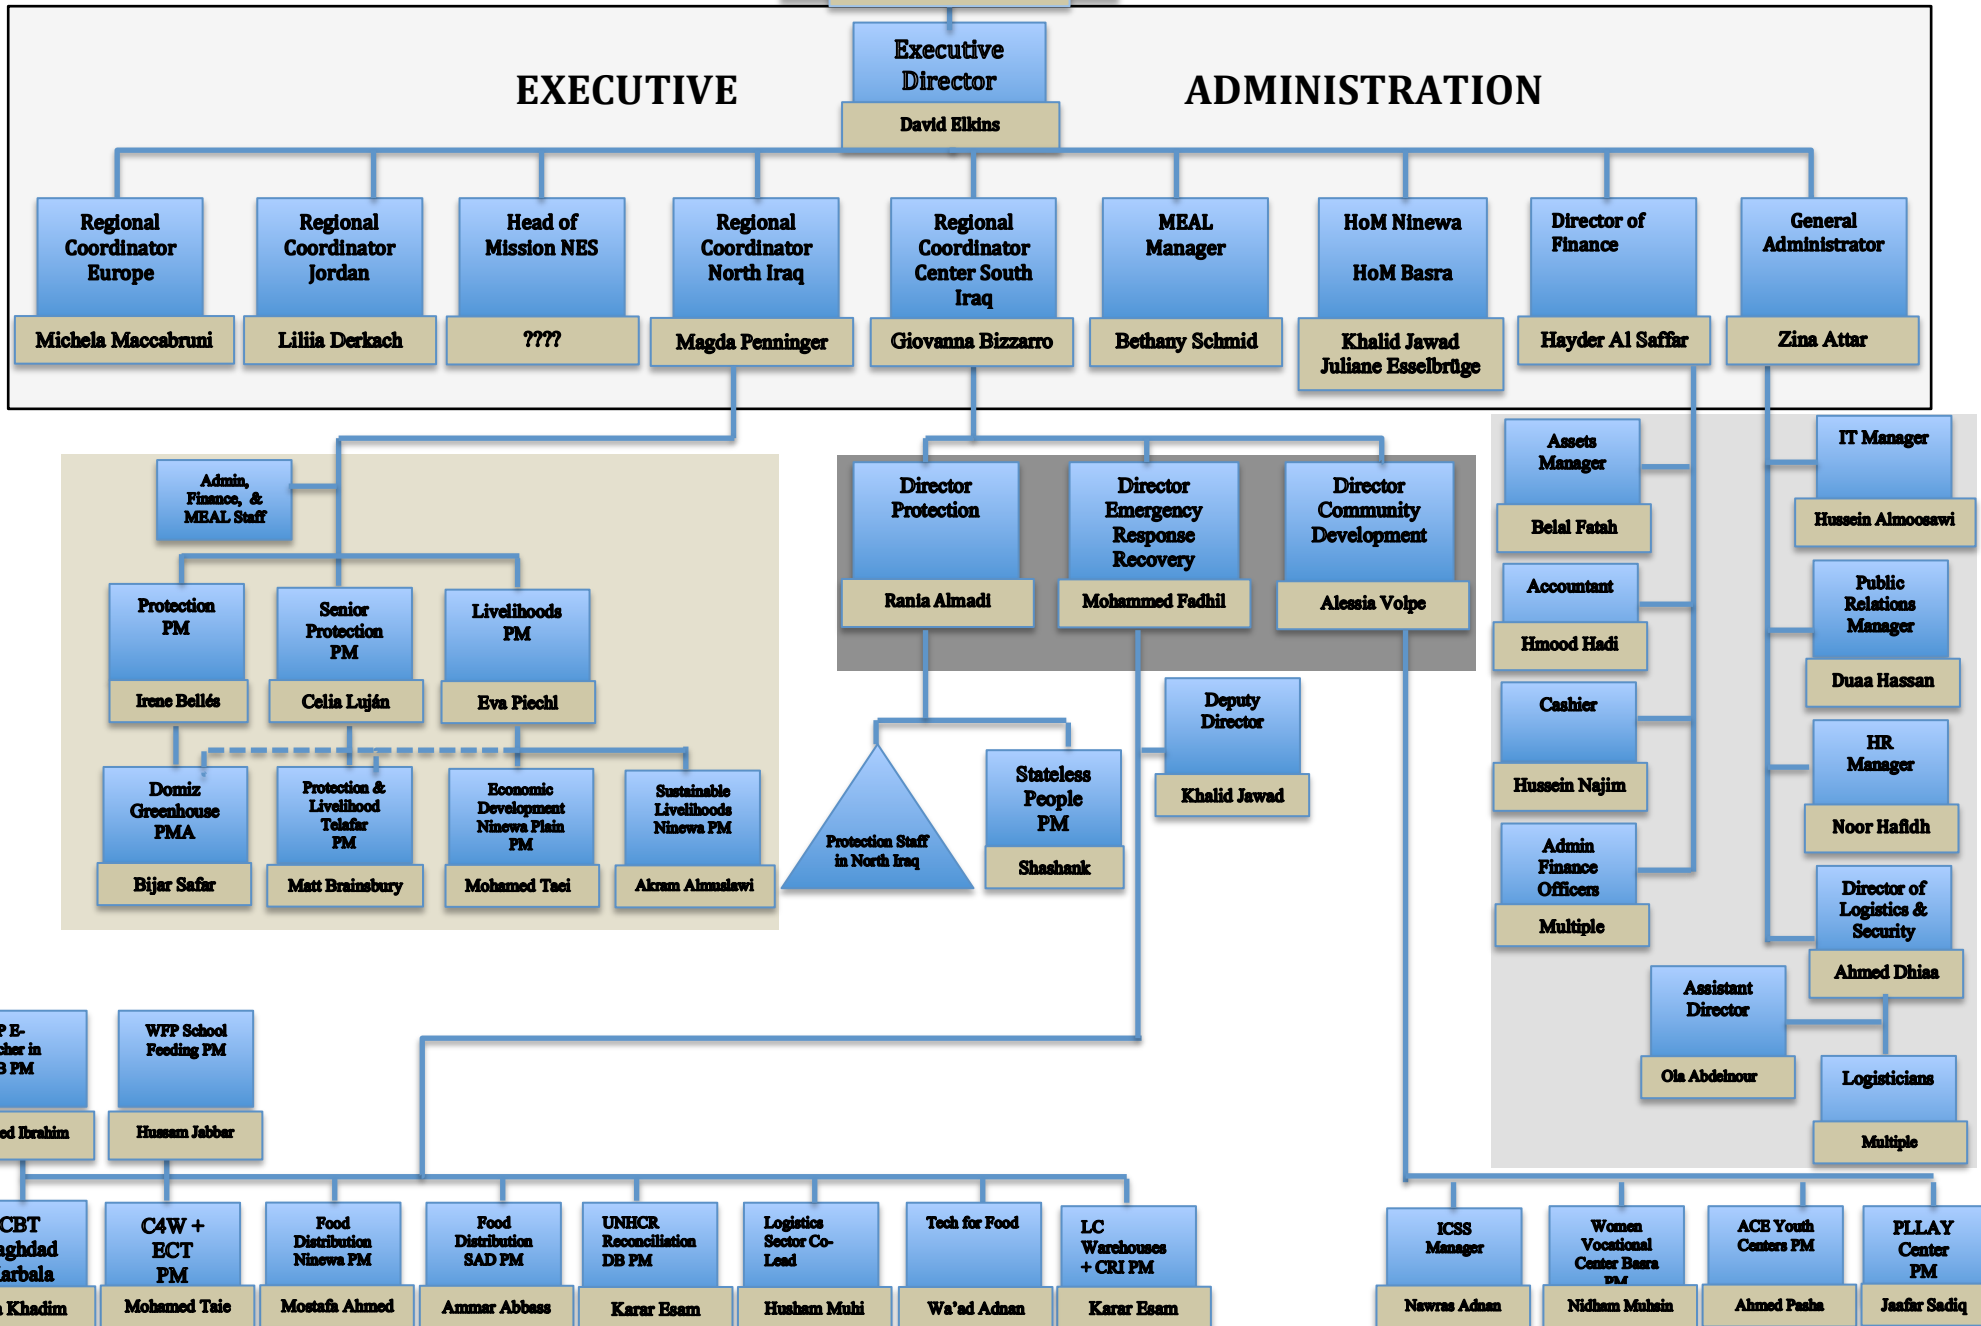 Executive
Director
EXECUTIVE
ADMINISTRATION
David Elkins
Regional
Coordinator
Europe
Michela Maccabruni
Regional
Coordinator
Jordan
Liliia Derkach
Head of
Mission NES
????
Regional
Coordinator
North Iraq
Magda Penninger
Regional
Coordinator
Center South
Iraq
Giovanna Bizzarro
MEAL
Manager
Bethany Schmid
HoM Ninewa
HoM Basra
Khalid Jawad
Juliane Esselbrüge
Director of
Finance
Hayder Al Saffar
General
Administrator
Zina Attar
Admin,
Finance, &
MEAL Staff
Protection
PM
Irene Bellés
Senior
Protection
PM
Celia Luján
Livelihoods
PM
Eva Piechl
Domiz
Greenhouse
PMA
Bijar Safar
Protection &
Livelihood
Telafar
PM
Matt Brainsbury
Economic
Development
Ninewa Plain
PM
Mohamed Taei
Sustainable
Livelihoods
Ninewa PM
Akram Almuslawi
Director
Protection
Rania Almadi
Director
Emergency
Response
Recovery
Mohammed Fadhil
Director
Community
Development
Alessia Volpe
Protection Staff
in North Iraq
Stateless
People
PM
Shashank
Deputy
Director
Khalid Jawad
Assets
Manager
Belal Fatah
Accountant
Hmood Hadi
Cashier
Hussein Najim
Admin
Finance
Officers
Multiple
IT Manager
Hussein Almoosawi
Public
Relations
Manager
Duaa Hassan
HR
Manager
Noor Hafidh
Director of
Logistics &
Security
Ahmed Dhiaa
Assistant
Director
Ola Abdelnour
Logisticians
Multiple
P E-
cher in
PM
ed Ibrahim
WFP School
Feeding PM
Hussam Jabbar
CBT
aghdad
arbala
Khadim
C4W +
ECT
PM
Mohamed Taie
Food
Distribution
Ninewa PM
Mostafa Ahmed
Food
Distribution
SAD PM
Ammar Abbass
UNHCR
Reconciliation
DB PM
Karar Esam
Logistics
Sector Co-
Lead
Husham Muhi
Tech for Food
Wa'ad Adnan
LC
Warehouses
+ CRI PM
Karar Esam
ICSS
Manager
Nawras Adnan
Women
Vocational
Center Basra
PM
Nidham Muhsin
ACE Youth
Centers PM
Ahmed Pasha
PLLAY
Center
PM
Jaafar Sadiq